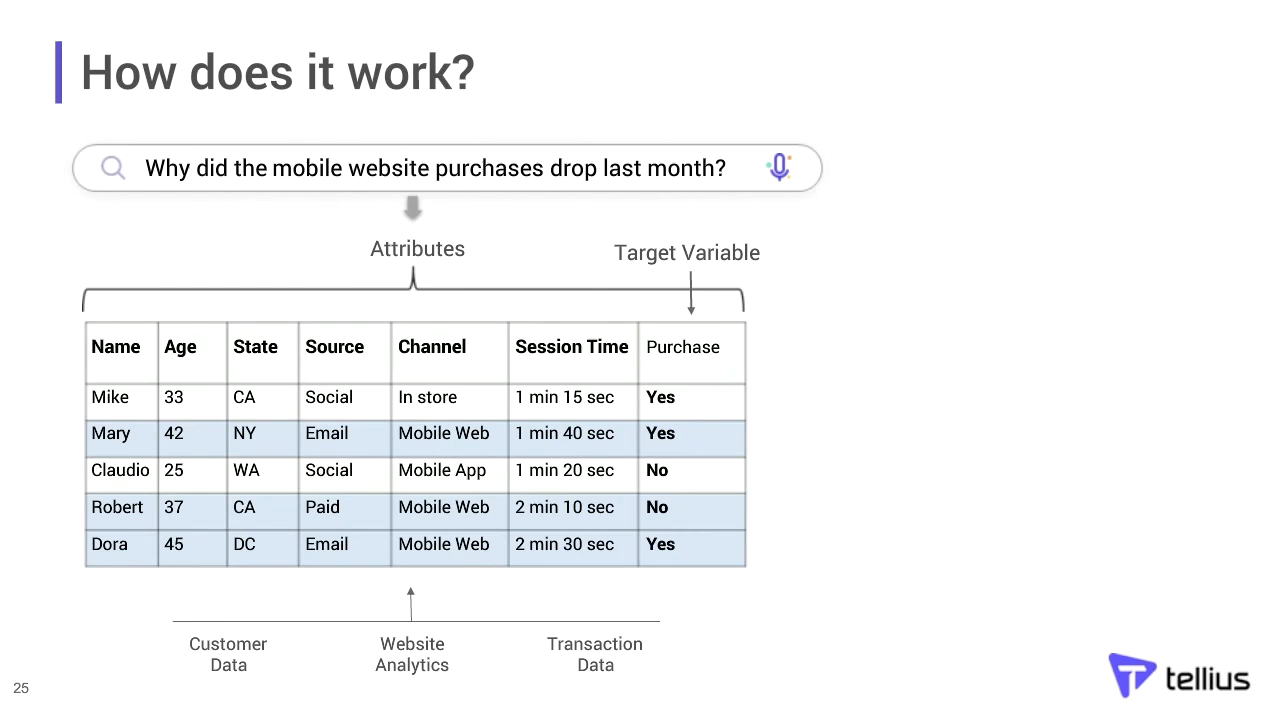 How does it work?
Why did the mobile website purchases drop last month?
Attributes
Target Variable
Name Age State Source Channel Session Time Purchase
Mike 33 CA Social In store 1 min 15 sec Yes
Mary 42 NY Email Mobile Web 1 min 40 sec Yes
Claudio 25 WA Social Mobile App 1 min 20 sec No
Robert 37 CA Paid Mobile Web 2 min 10 sec No
Dora 45 DC Email Mobile Web 2 min 30 sec Yes
Customer Data
Website Analytics
Transaction Data
25
tellius